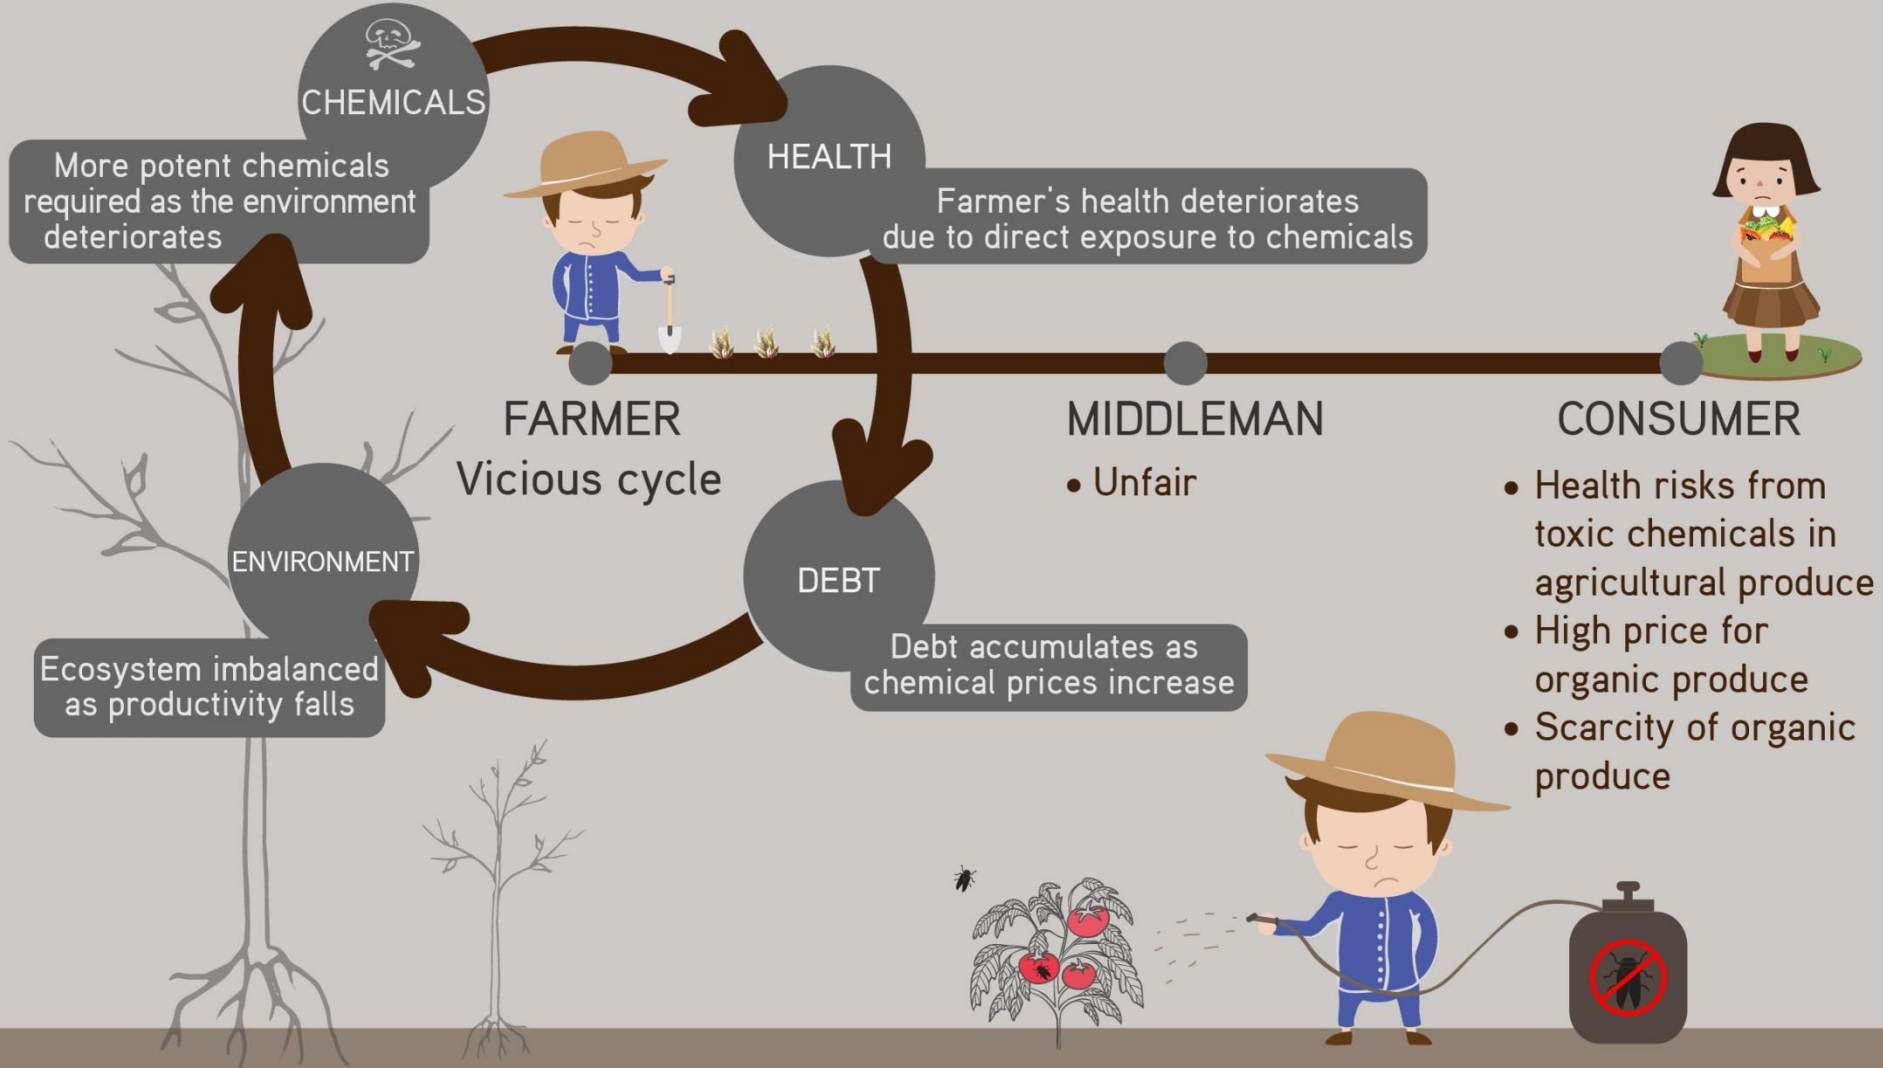 CHEMICALS
More potent chemicals
required as the environment
deteriorates
HEALTH
Farmer's health deteriorates
due to direct exposure to chemicals
FARMER
Vicious cycle
MIDDLEMAN
• Unfair
CONSUMER
• Health risks from
toxic chemicals in
agricultural produce
• High price for
organic produce
• Scarcity of organic
produce
ENVIRONMENT
Ecosystem imbalanced
as productivity falls
DEBT
Debt accumulates as
chemical prices increase